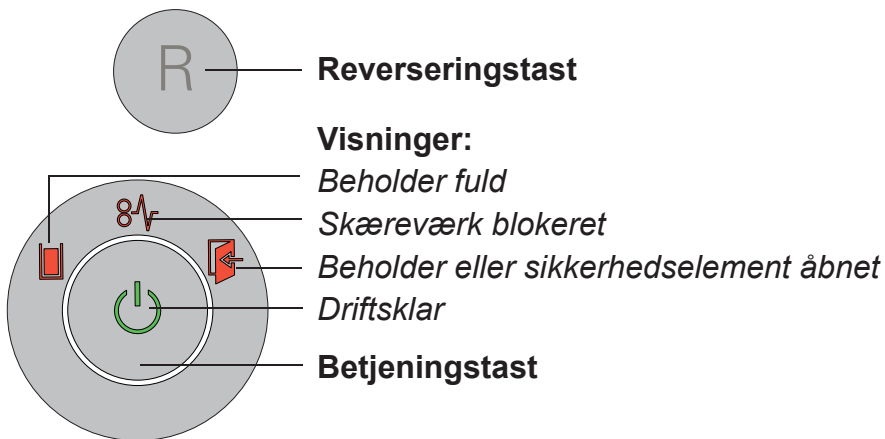 R
Reverseringstast
Visninger:
Beholder fuld
Skæreværk blokeret
Beholder eller sikkerhedselement åbnet
Driftsklar
Betjeningstast